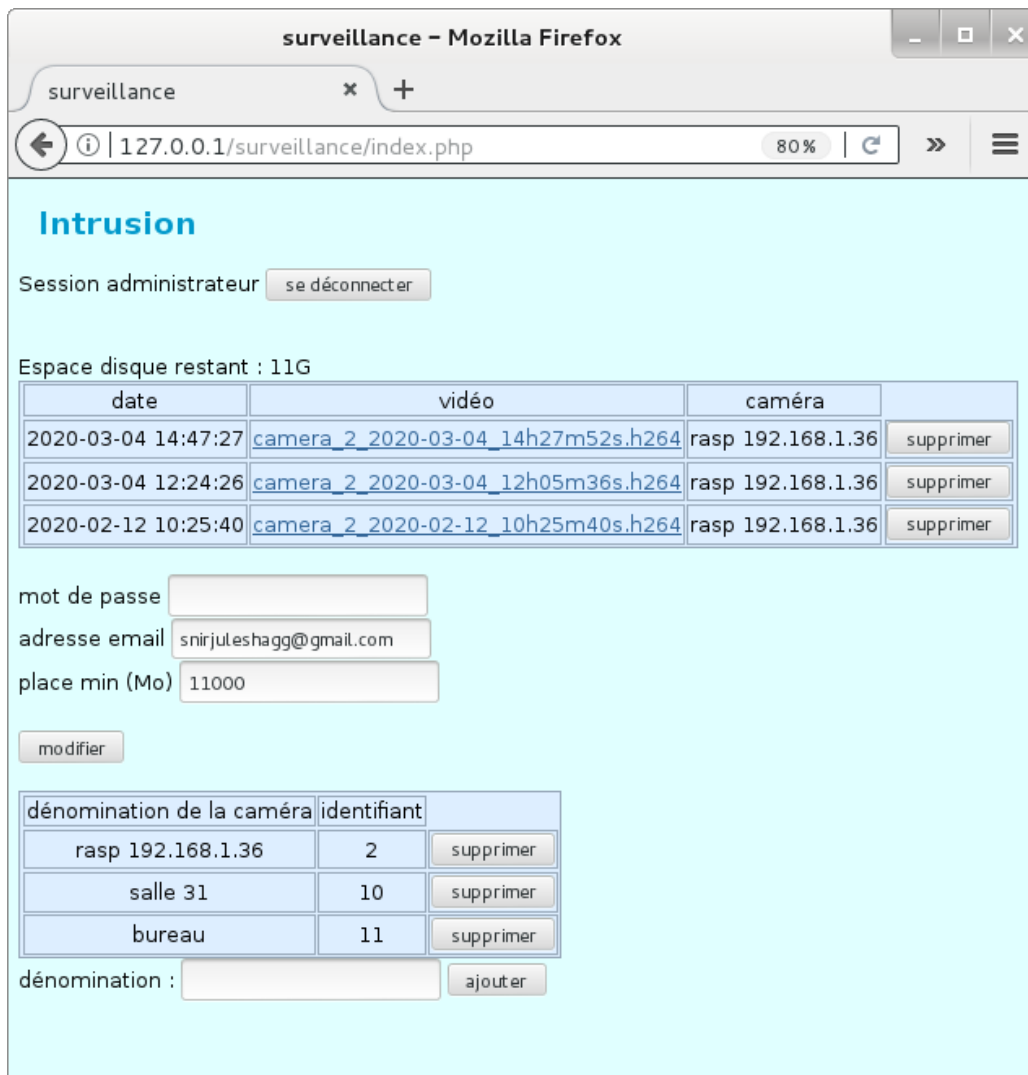 surveillance – Mozilla Firefox
surveillance
127.0.0.1/surveillance/index.php 80%
Intrusion
Session administrateur se déconnecter
Espace disque restant : 11G
date vidéo caméra
2020-03-04 14:47:27 camera_2_2020-03-04_14h27m52s.h264 rasp 192.168.1.36 supprimer
2020-03-04 12:24:26 camera_2_2020-03-04_12h05m36s.h264 rasp 192.168.1.36 supprimer
2020-02-12 10:25:40 camera_2_2020-02-12_10h25m40s.h264 rasp 192.168.1.36 supprimer
mot de passe
adresse email snirjuleshagg@gmail.com
place min (Mo) 11000
modifier
dénomination de la caméra identifiant
rasp 192.168.1.36 2 supprimer
salle 31 10 supprimer
bureau 11 supprimer
dénomination : ajouter